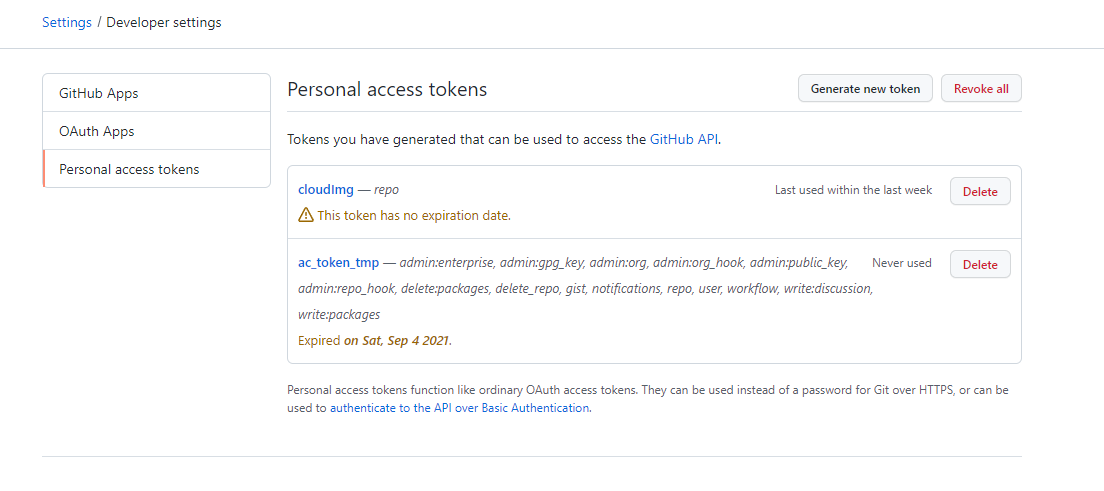 Settings / Developer settings
GitHub Apps
OAuth Apps
Personal access tokens
Personal access tokens
Generate new token
Revoke all
Tokens you have generated that can be used to access the GitHub API.
cloudImg — repo
Last used within the last week
Delete
This token has no expiration date.
ac_token_tmp — admin:enterprise, admin:gpg_key, admin:org, admin:org_hook, admin:public_key,
Never used
Delete
admin:repo_hook, delete:packages, delete_repo, gist, notifications, repo, user, workflow, write:discussion,
write:packages
Expired on Sat, Sep 4 2021.
Personal access tokens function like ordinary OAuth access tokens. They can be used instead of a password for Git over HTTPS, or can be
used to authenticate to the API over Basic Authentication.